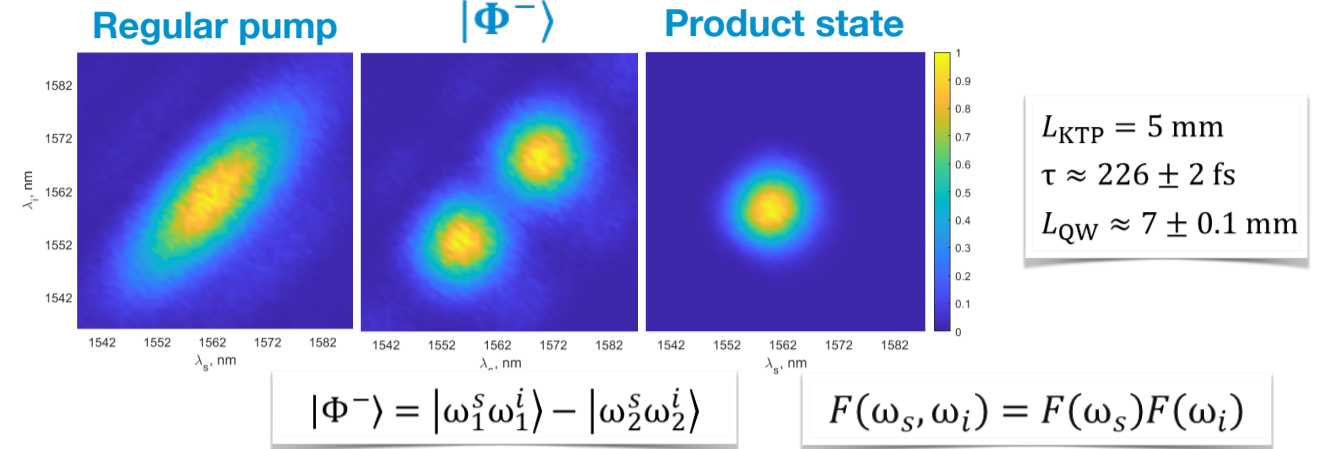 Regular pump
|Φ⁻⟩
Product state
1582
1572
1562
1552
1542
λᵢ, nm
1542 1552 1562 1572 1582
λₛ, nm
1542 1552 1562 1572 1582
, nm
1542 1552 1562 1572 1582
λₛ, nm
1
0.9
0.8
0.7
0.6
0.5
0.4
0.3
0.2
0.1
0
L_KTP = 5 mm
τ ≈ 226 ± 2 fs
L_QW ≈ 7 ± 0.1 mm
|Φ⁻⟩ = |ω₁ˢω₁ⁱ⟩ − |ω₂ˢω₂ⁱ⟩
F(ωₛ, ωᵢ) = F(ωₛ)F(ωᵢ)